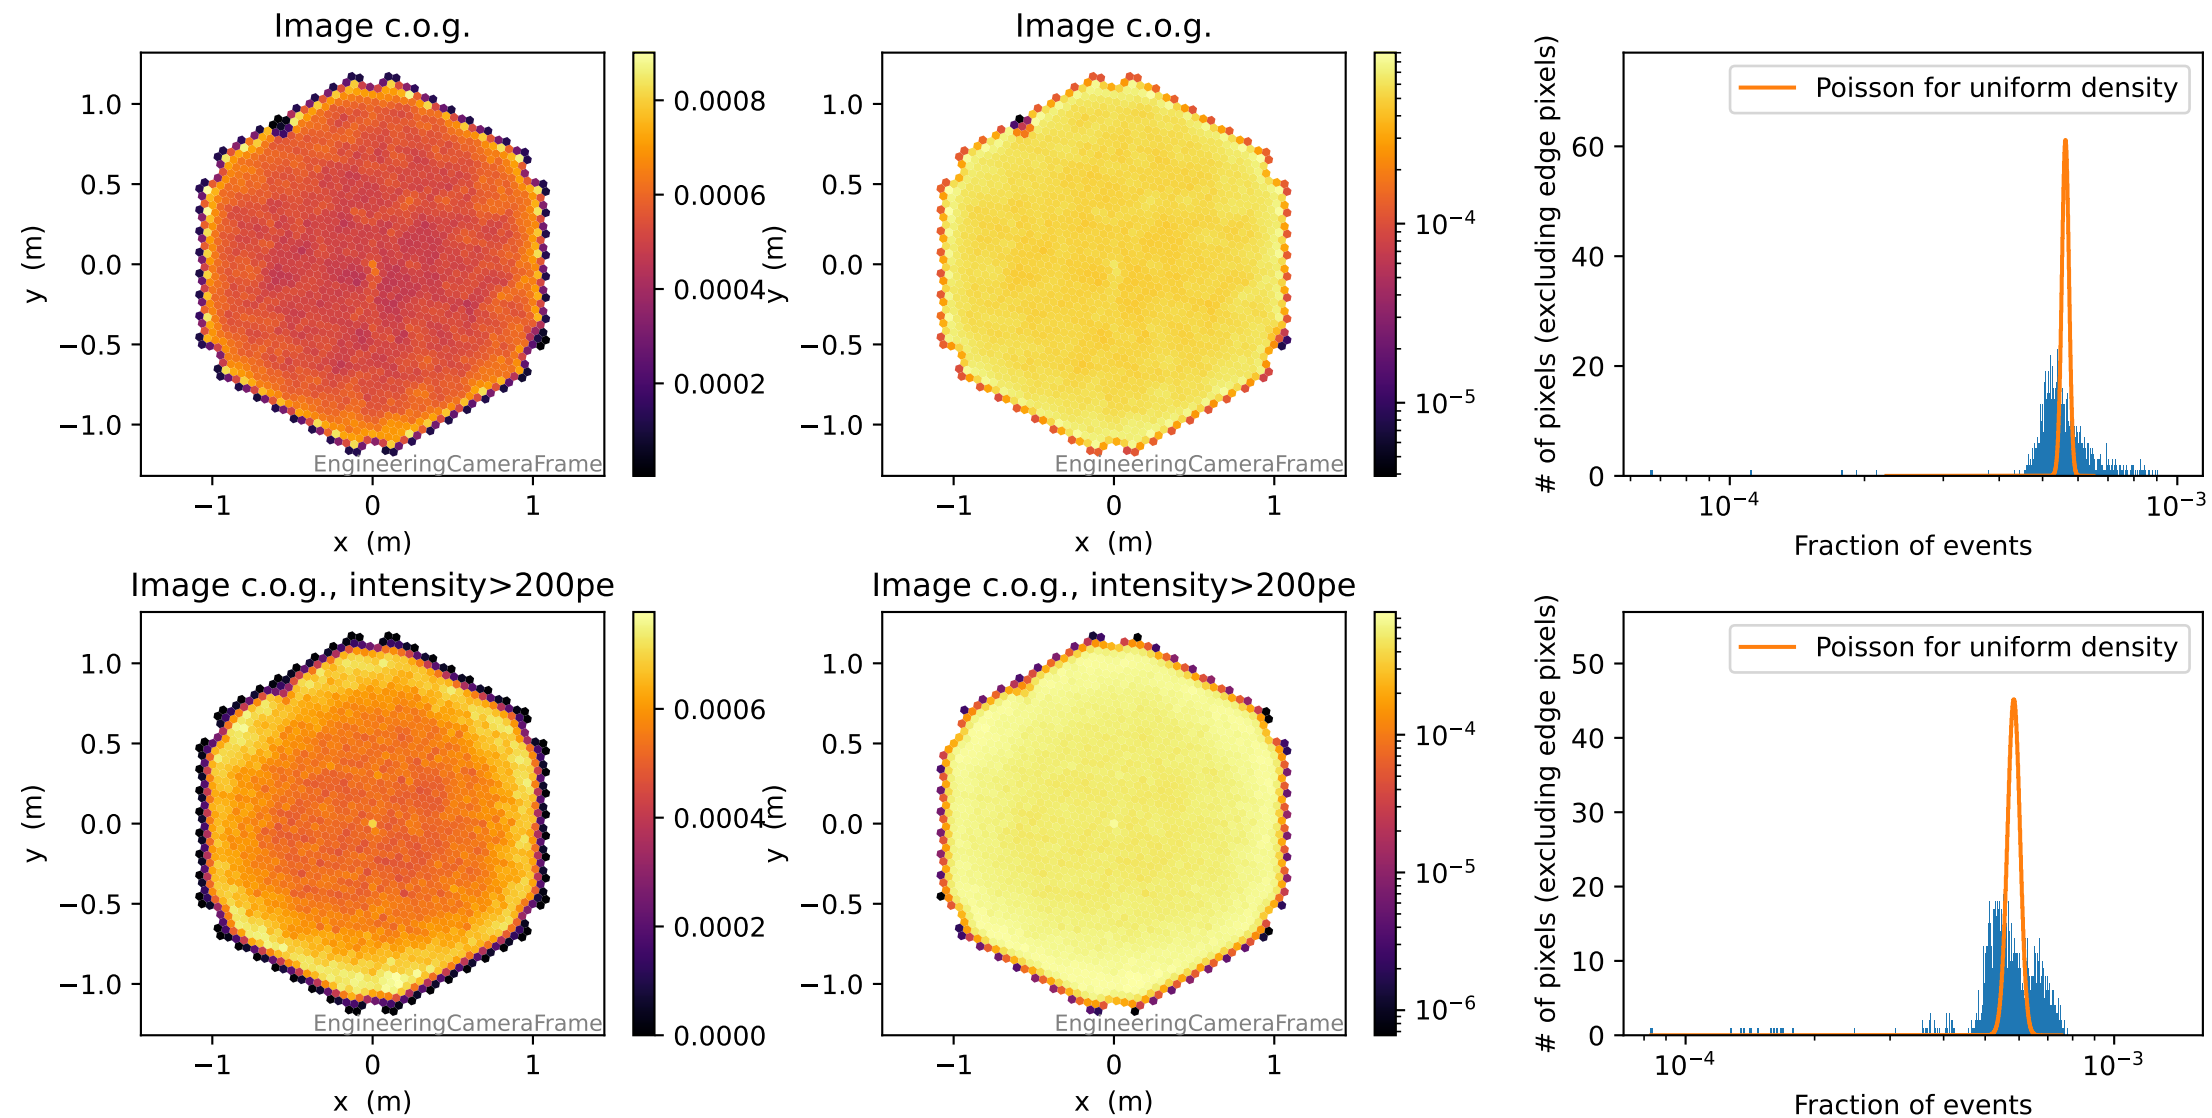 Image c.o.g.
1.0
0.5
0.0
−0.5
−1.0
y (m)
EngineeringCameraFrame
−1
0
1
x (m)
0.0008
0.0006
0.0004
0.0002
Image c.o.g.
1.0
0.5
0.0
−0.5
−1.0
y (m)
EngineeringCameraFrame
−1
0
1
x (m)
10−4
10−5
Poisson for uniform density
# of pixels (excluding edge pixels)
60
40
20
0
10−4
10−3
Fraction of events
Image c.o.g., intensity>200pe
1.0
0.5
0.0
−0.5
−1.0
y (m)
EngineeringCameraFrame
−1
0
1
x (m)
0.0006
0.0004
0.0002
0.0000
Image c.o.g., intensity>200pe
1.0
0.5
0.0
−0.5
−1.0
y (m)
EngineeringCameraFrame
−1
0
1
x (m)
10−4
10−5
10−6
Poisson for uniform density
# of pixels (excluding edge pixels)
50
40
30
20
10
0
10−4
10−3
Fraction of events